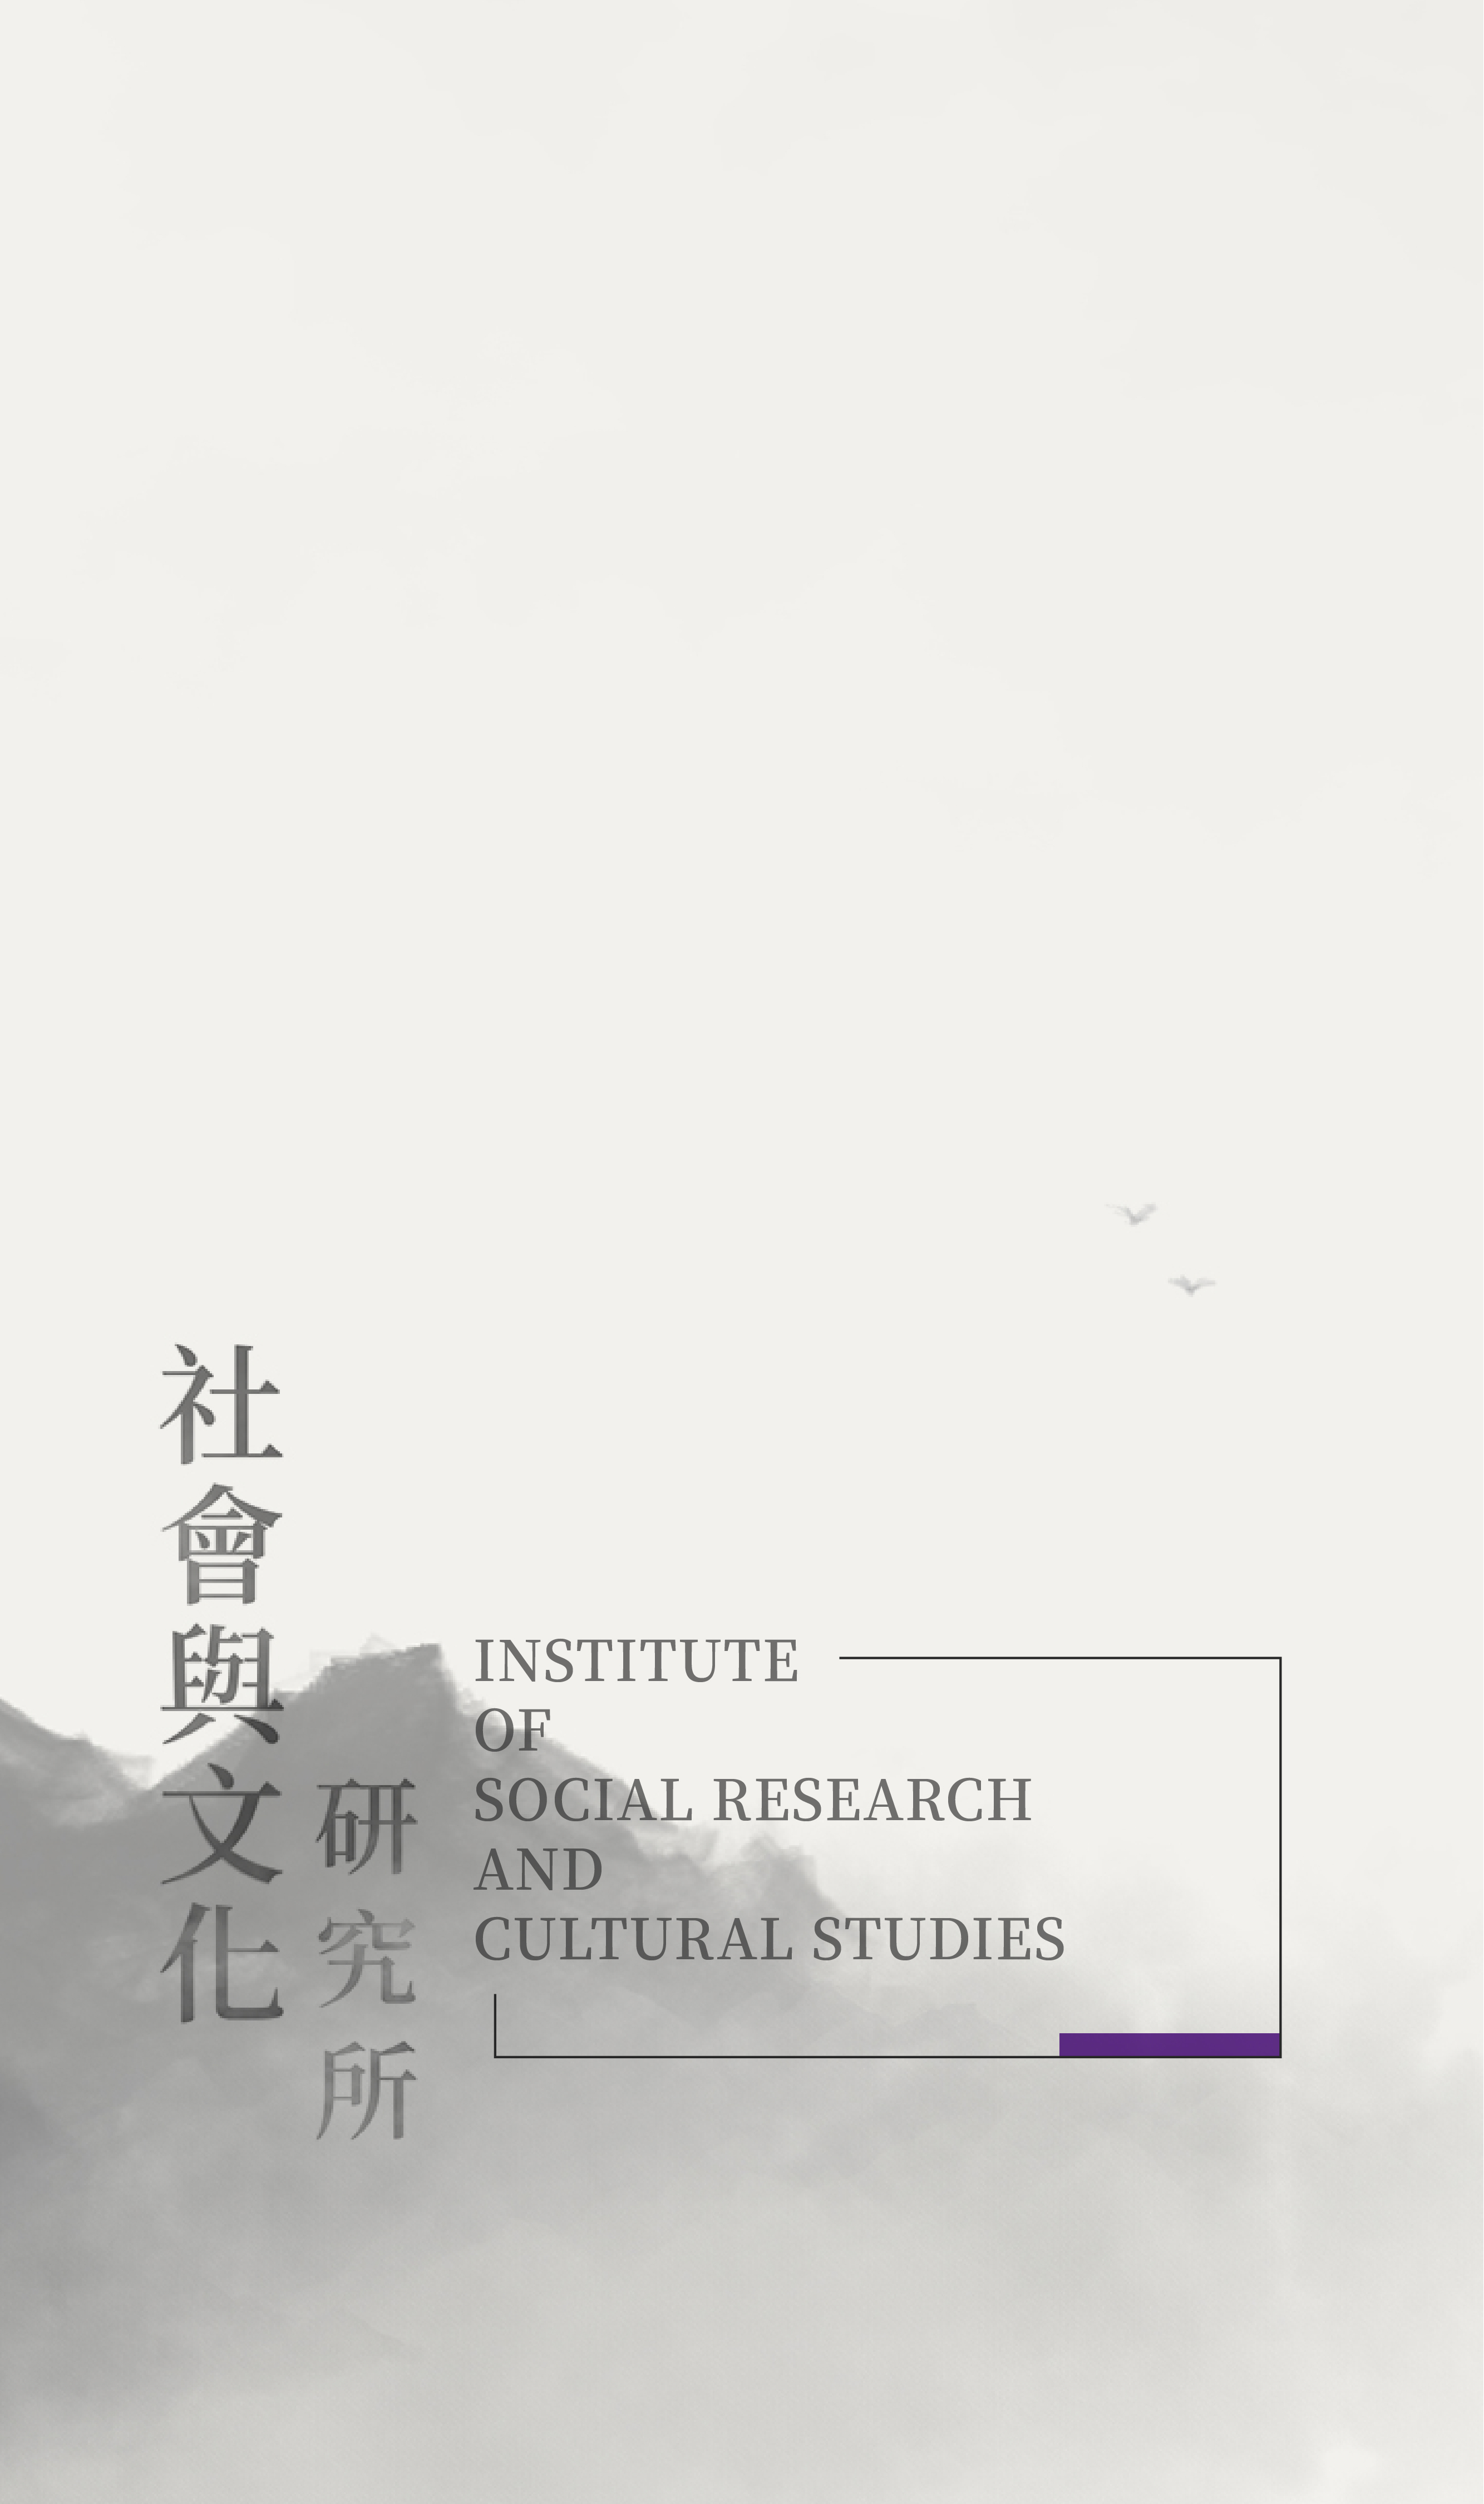 社會與文化
研究所
INSTITUTE
OF
SOCIAL RESEARCH
AND
CULTURAL STUDIES